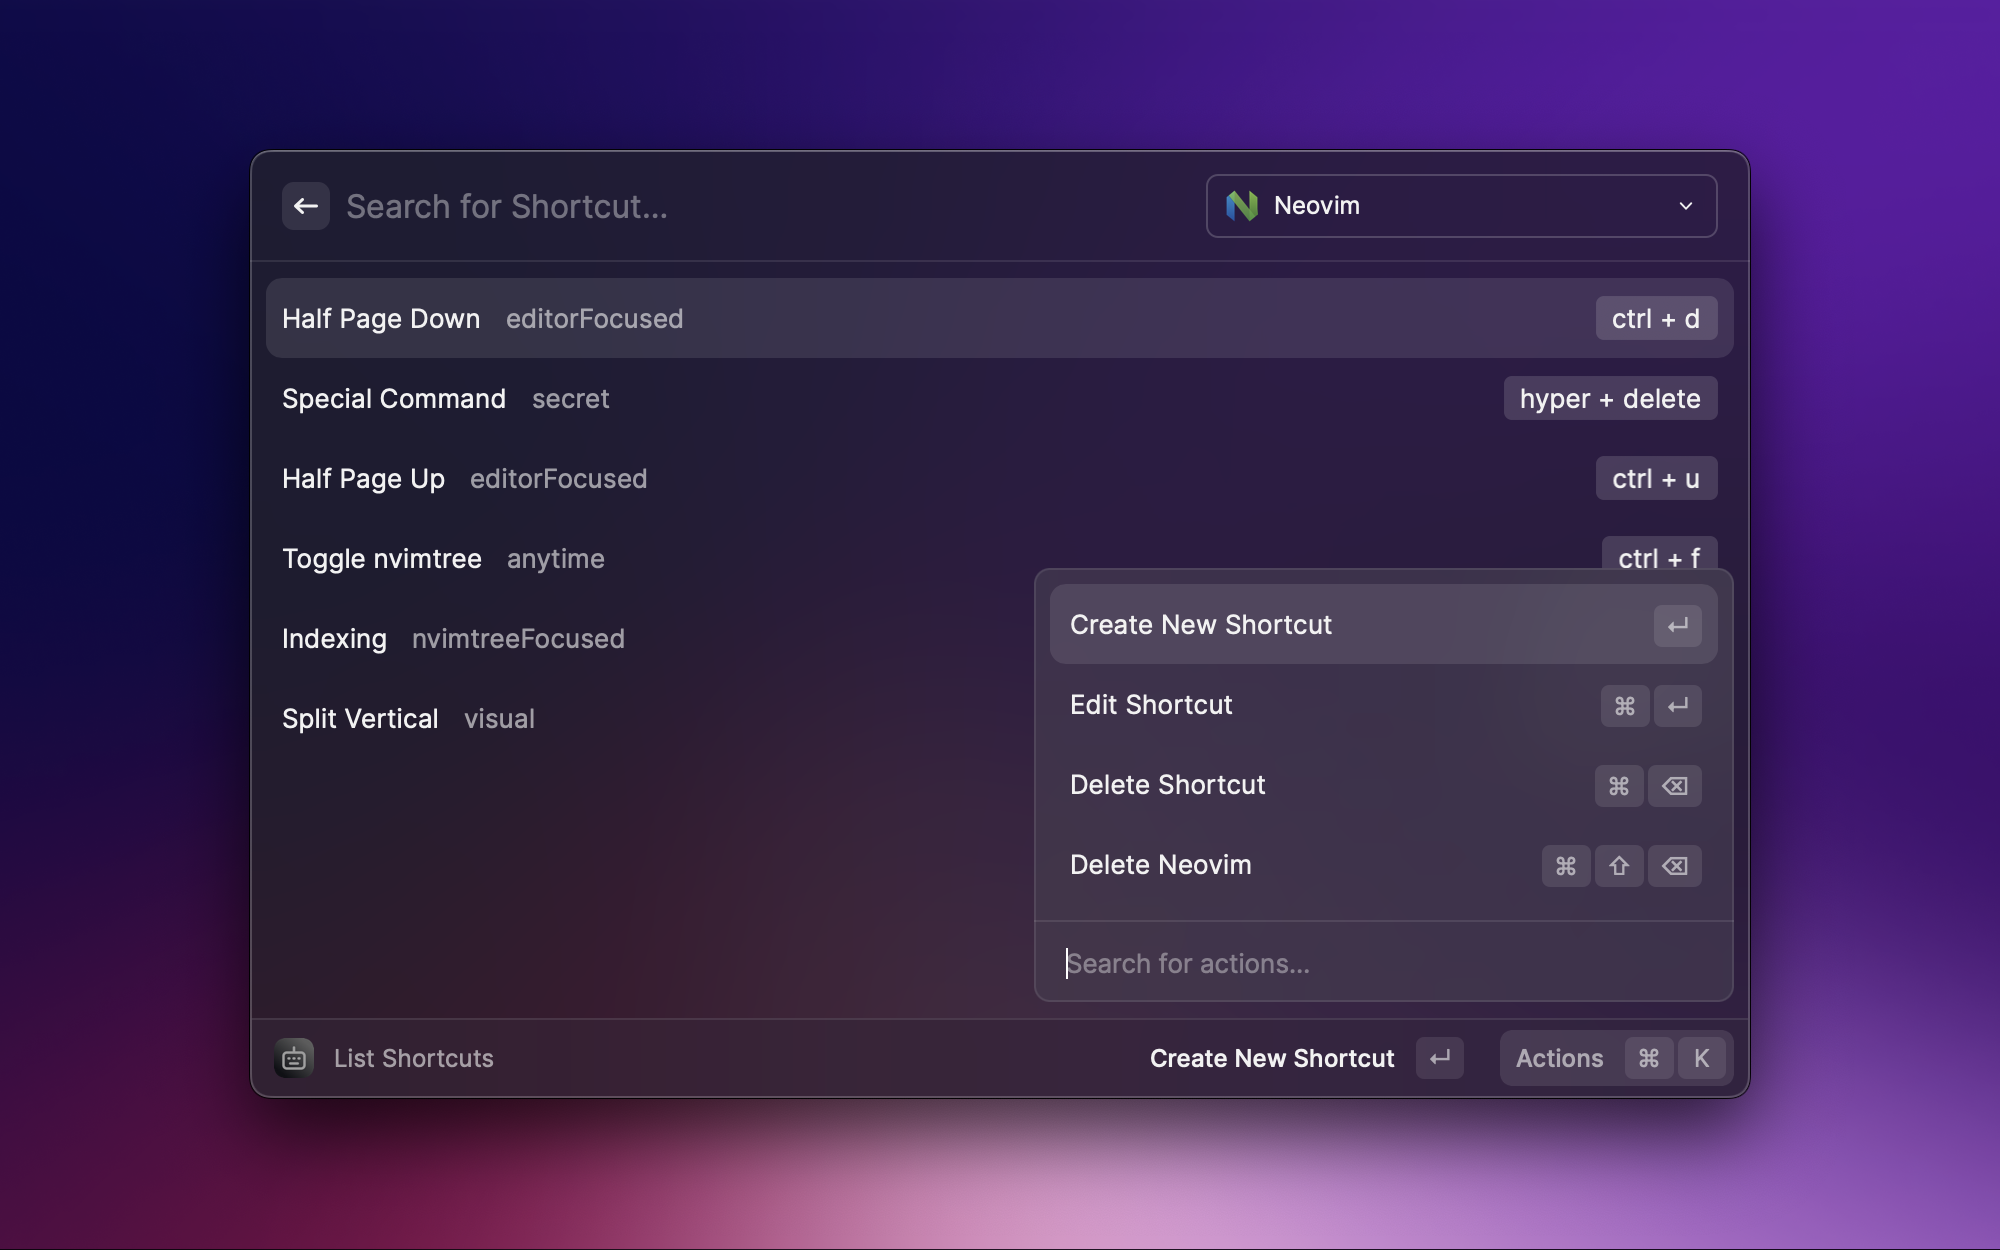 Search for Shortcut...
Neovim
Half Page Down editorFocused ctrl + d
Special Command secret hyper + delete
Half Page Up editorFocused ctrl + u
Toggle nvimtree anytime ctrl + f
Indexing nvimtreeFocused
Split Vertical visual
Create New Shortcut ↵
Edit Shortcut ⌘ ↵
Delete Shortcut ⌘ ⌫
Delete Neovim ⌘ ⇧ ⌫
Search for actions...
List Shortcuts
Create New Shortcut ↵
Actions ⌘ K